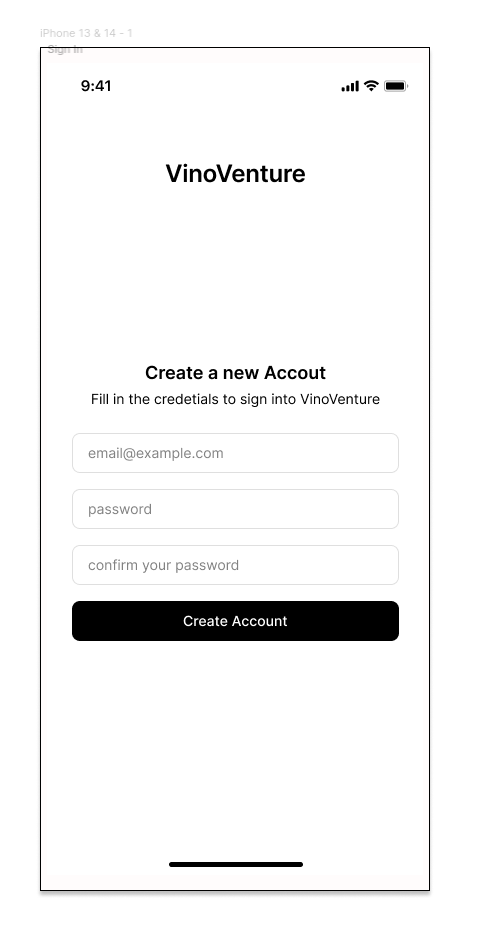 iPhone 13 & 14 - 1
Sign In
9:41
VinoVenture
Create a new Accout
Fill in the credetials to sign into VinoVenture
email@example.com
password
confirm your password
Create Account